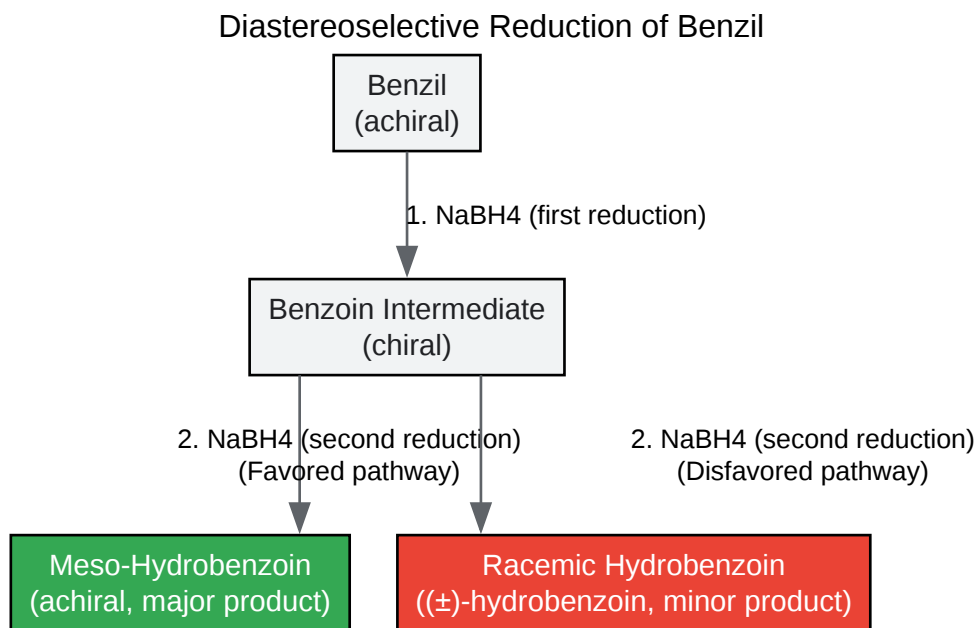 Diastereoselective Reduction of Benzil
Benzil
(achiral)
1. NaBH4 (first reduction)
Benzoin Intermediate
(chiral)
2. NaBH4 (second reduction)
(Favored pathway)
2. NaBH4 (second reduction)
(Disfavored pathway)
Meso-Hydrobenzoin
(achiral, major product)
Racemic Hydrobenzoin
((±)-hydrobenzoin, minor product)